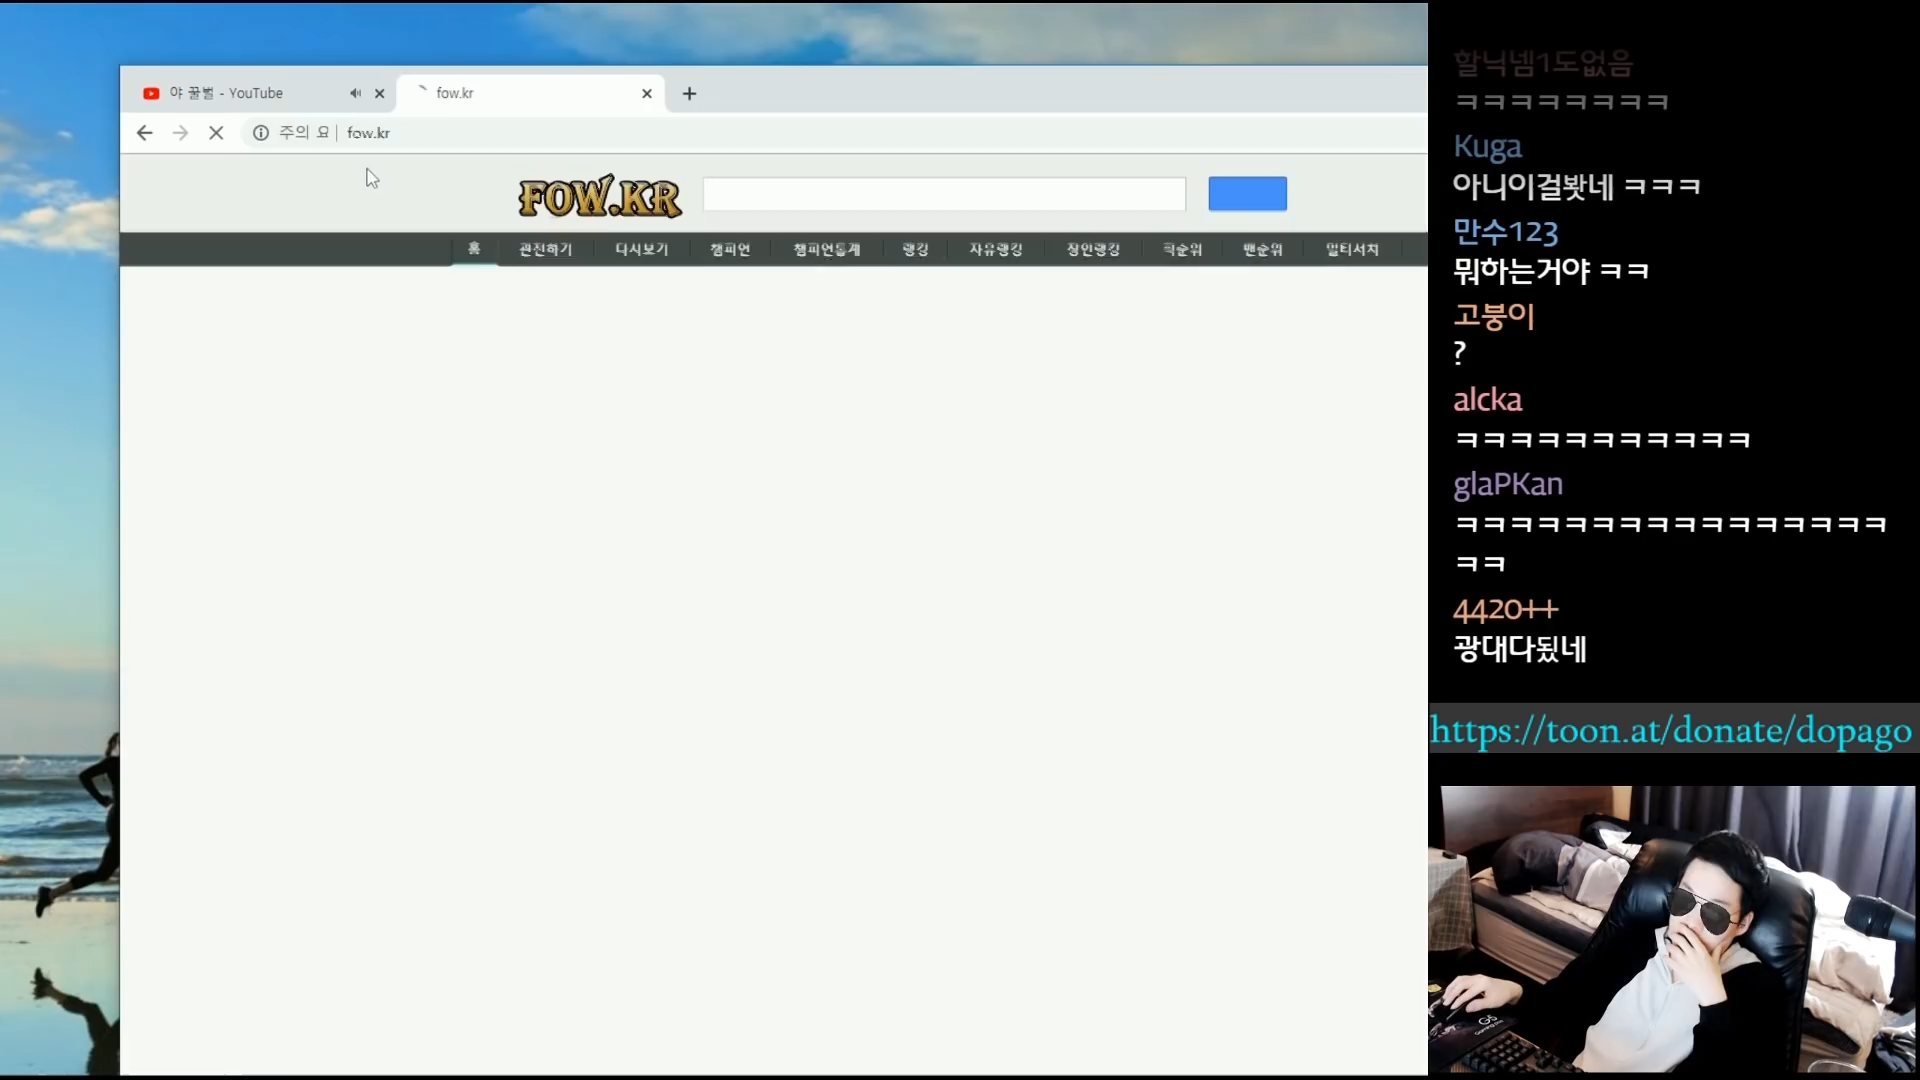 야 꿀벌 - YouTube
fow.kr
주의 요
fow.kr
FOW.KR
홈 관전하기 다시보기 챔피언 챔피언통계 랭킹 자유랭킹 장인랭킹 픽순위 밴순위 멀티서치
할닉넴1도없음
ㅋㅋㅋㅋㅋㅋㅋㅋ
Kuga
아니이걸봣네 ㅋㅋㅋ
만수123
뭐하는거야 ㅋㅋ
고붕이
?
alcka
ㅋㅋㅋㅋㅋㅋㅋㅋㅋㅋㅋ
glaPKan
ㅋㅋㅋㅋㅋㅋㅋㅋㅋㅋㅋㅋㅋㅋㅋㅋ
ㅋㅋ
4420++
광대다됬네
https://toon.at/donate/dopago